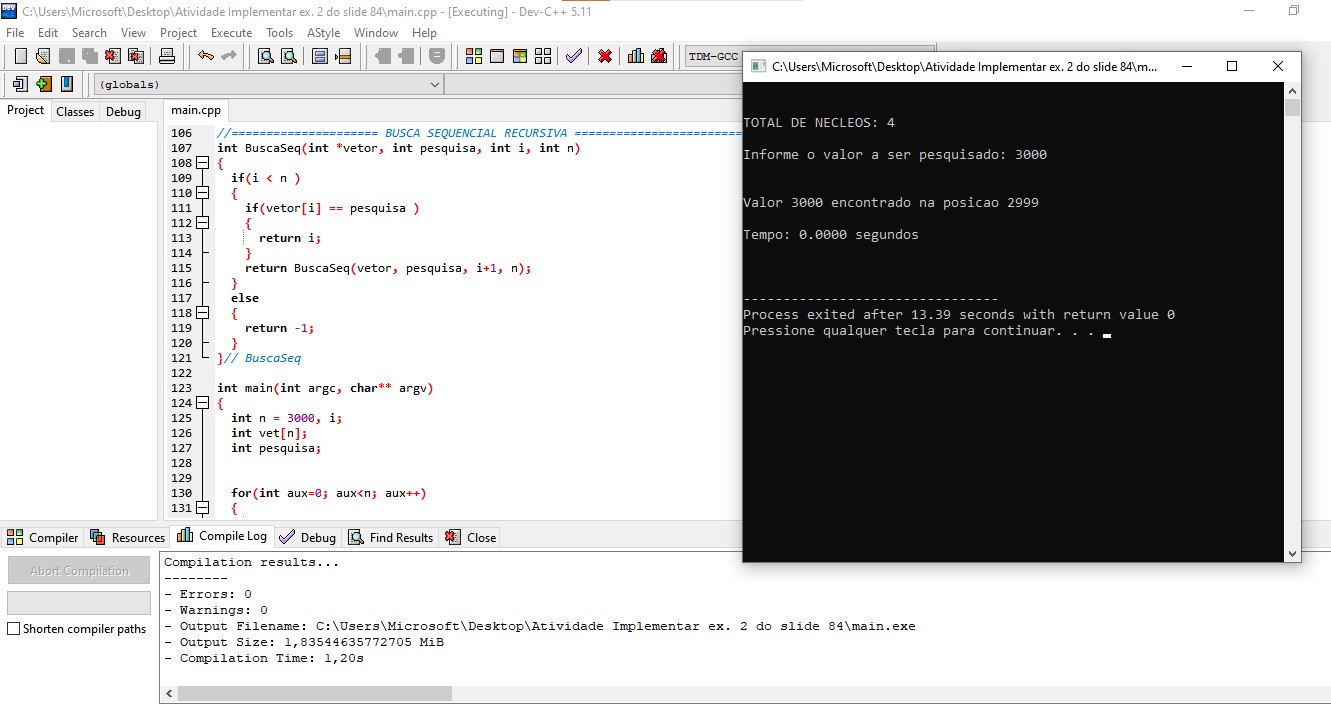 C:\Users\Microsoft\Desktop\Atividade Implementar ex. 2 do slide 84\main.cpp - [Executing] - Dev-C++ 5.11
File Edit Search View Project Execute Tools AStyle Window Help
TDM-GCC
(globals)
Project Classes Debug
main.cpp
106 //===================== BUSCA SEQUENCIAL RECURSIVA ========================
107 int BuscaSeq(int *vetor, int pesquisa, int i, int n)
108 {
109 if(i < n )
110 {
111 if(vetor[i] == pesquisa )
112 {
113 return i;
114 }
115 return BuscaSeq(vetor, pesquisa, i+1, n);
116 }
117 else
118 {
119 return -1;
120 }
121 }// BuscaSeq
122
123 int main(int argc, char** argv)
124 {
125 int n = 3000, i;
126 int vet[n];
127 int pesquisa;
128
129
130 for(int aux=0; aux<n; aux++)
131 {
C:\Users\Microsoft\Desktop\Atividade Implementar ex. 2 do slide 84\m...
TOTAL DE NECLEOS: 4
Informe o valor a ser pesquisado: 3000
Valor 3000 encontrado na posicao 2999
Tempo: 0.0000 segundos
--------------------------------
Process exited after 13.39 seconds with return value 0
Pressione qualquer tecla para continuar. . .
Compiler Resources Compile Log Debug Find Results Close
Abort Compilation
Shorten compiler paths
Compilation results...
--------
- Errors: 0
- Warnings: 0
- Output Filename: C:\Users\Microsoft\Desktop\Atividade Implementar ex. 2 do slide 84\main.exe
- Output Size: 1,83544635772705 MiB
- Compilation Time: 1,20s